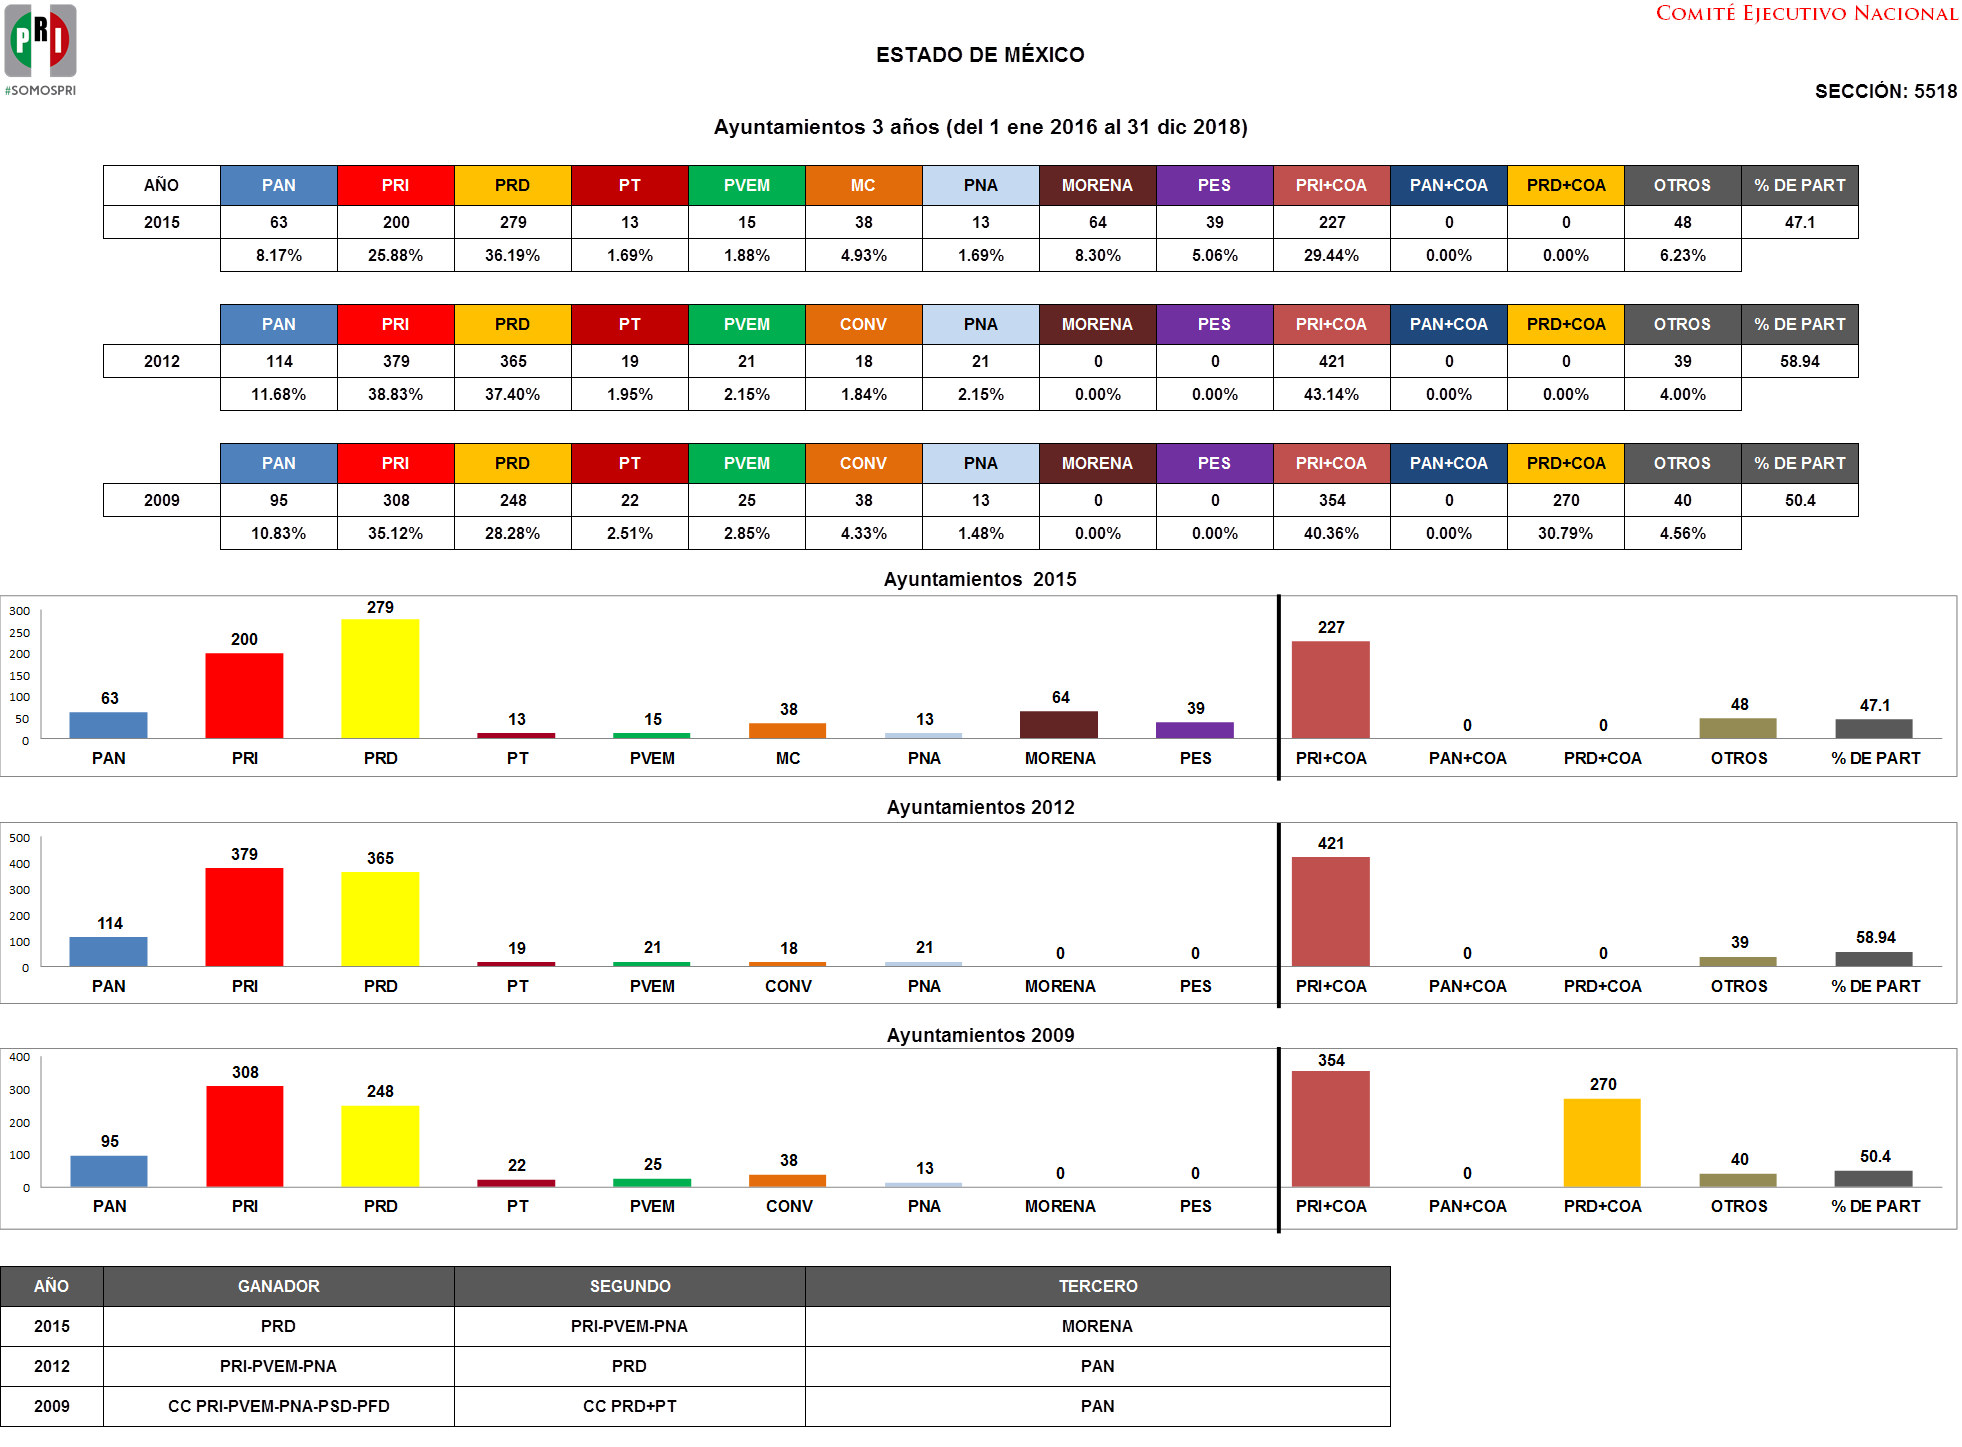 PRI
#SOMOSPRI
COMITÉ EJECUTIVO NACIONAL
ESTADO DE MÉXICO
SECCIÓN: 5518
Ayuntamientos 3 años (del 1 ene 2016 al 31 dic 2018)
AÑO PAN PRI PRD PT PVEM MC PNA MORENA PES PRI+COA PAN+COA PRD+COA OTROS % DE PART
2015 63 200 279 13 15 38 13 64 39 227 0 0 48 47.1
8.17% 25.88% 36.19% 1.69% 1.88% 4.93% 1.69% 8.30% 5.06% 29.44% 0.00% 0.00% 6.23%
PAN PRI PRD PT PVEM CONV PNA MORENA PES PRI+COA PAN+COA PRD+COA OTROS % DE PART
2012 114 379 365 19 21 18 21 0 0 421 0 0 39 58.94
11.68% 38.83% 37.40% 1.95% 2.15% 1.84% 2.15% 0.00% 0.00% 43.14% 0.00% 0.00% 4.00%
PAN PRI PRD PT PVEM CONV PNA MORENA PES PRI+COA PAN+COA PRD+COA OTROS % DE PART
2009 95 308 248 22 25 38 13 0 0 354 0 270 40 50.4
10.83% 35.12% 28.28% 2.51% 2.85% 4.33% 1.48% 0.00% 0.00% 40.36% 0.00% 30.79% 4.56%
Ayuntamientos 2015
300
250
200
150
100
50
0
63 200 279 13 15 38 13 64 39 227 0 0 48 47.1
PAN PRI PRD PT PVEM MC PNA MORENA PES PRI+COA PAN+COA PRD+COA OTROS % DE PART
Ayuntamientos 2012
500
400
300
200
100
0
114 379 365 19 21 18 21 0 0 421 0 0 39 58.94
PAN PRI PRD PT PVEM CONV PNA MORENA PES PRI+COA PAN+COA PRD+COA OTROS % DE PART
Ayuntamientos 2009
400
300
200
100
0
95 308 248 22 25 38 13 0 0 354 0 270 40 50.4
PAN PRI PRD PT PVEM CONV PNA MORENA PES PRI+COA PAN+COA PRD+COA OTROS % DE PART
AÑO GANADOR SEGUNDO TERCERO
2015 PRD PRI-PVEM-PNA MORENA
2012 PRI-PVEM-PNA PRD PAN
2009 CC PRI-PVEM-PNA-PSD-PFD CC PRD+PT PAN